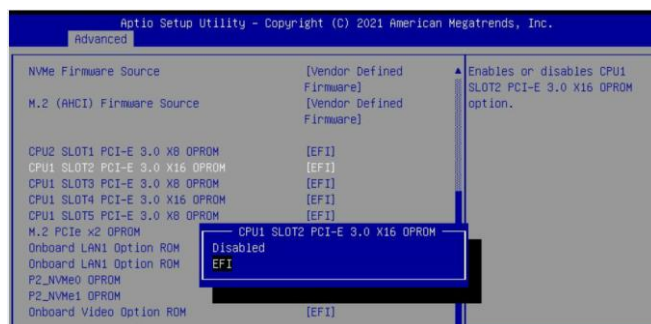 Aptio Setup Utility – Copyright (C) 2021 American Megatrends, Inc.
Advanced
NVMe Firmware Source [Vendor Defined Firmware]
M.2 (AHCI) Firmware Source [Vendor Defined Firmware]
CPU2 SLOT1 PCI-E 3.0 X8 OPROM [EFI]
CPU1 SLOT2 PCI-E 3.0 X16 OPROM [EFI]
CPU1 SLOT3 PCI-E 3.0 X8 OPROM [EFI]
CPU1 SLOT4 PCI-E 3.0 X16 OPROM [EFI]
CPU1 SLOT5 PCI-E 3.0 X8 OPROM [EFI]
M.2 PCIe x2 OPROM
Onboard LAN1 Option ROM
Onboard LAN1 Option ROM
P2_NVMe0 OPROM
P2_NVMe1 OPROM
Onboard Video Option ROM [EFI]
CPU1 SLOT2 PCI-E 3.0 X16 OPROM
Disabled
EFI
Enables or disables CPU1
SLOT2 PCI-E 3.0 X16 OPROM
option.